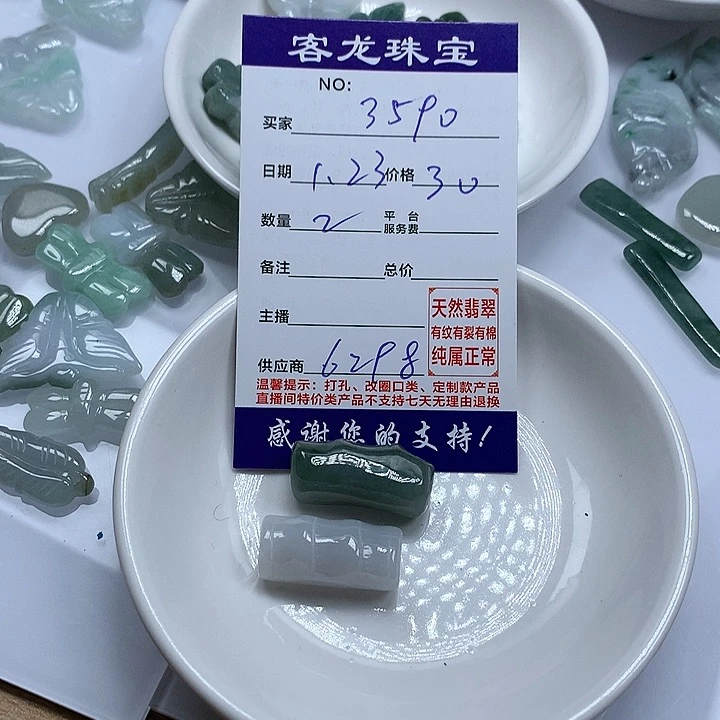 客龙珠宝
NO:
买家 3590
日期 1.23 价格 30
数量 2 平台服务费
备注 总价
主播
天然翡翠
有纹有裂有棉
纯属正常
供应商 6298
温馨提示：打孔、改圈口类、定制款产品
直播间特价类产品不支持七天无理由退换
感谢您的支持!